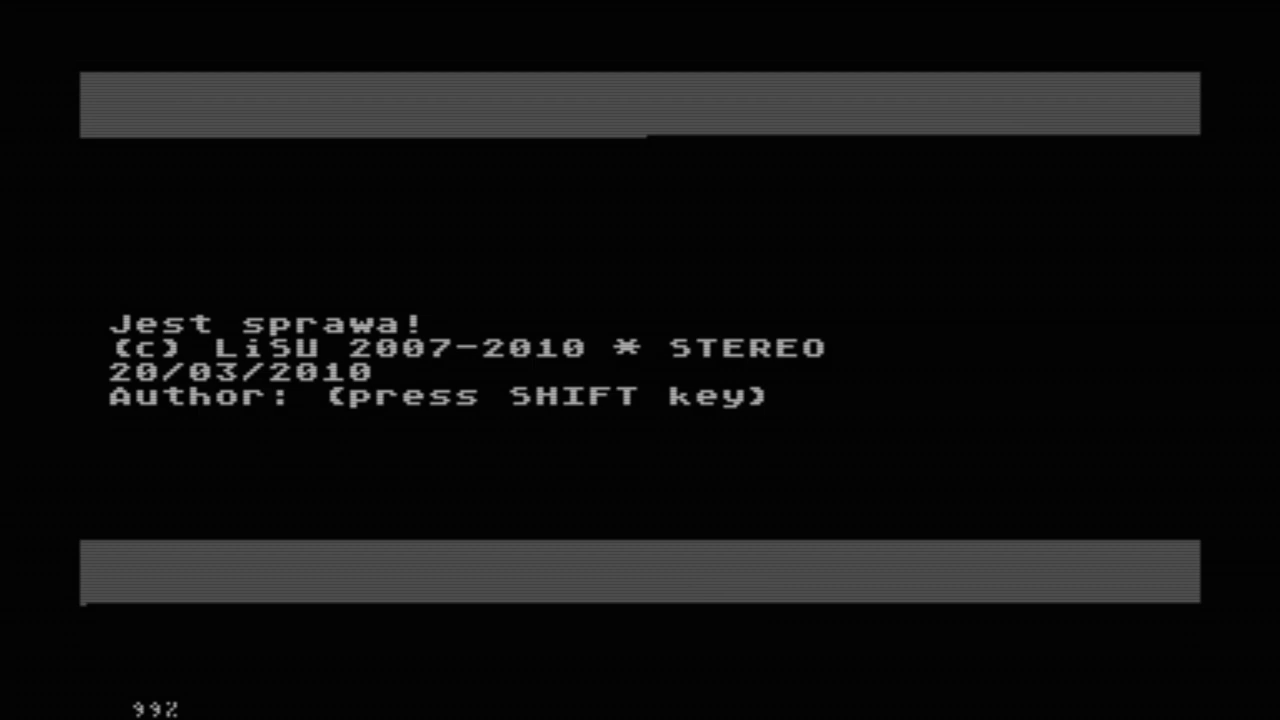 Jest sprawa!
(c) LiSU 2007-2010 * STEREO
20/03/2010
Author: (press SHIFT key)
99%